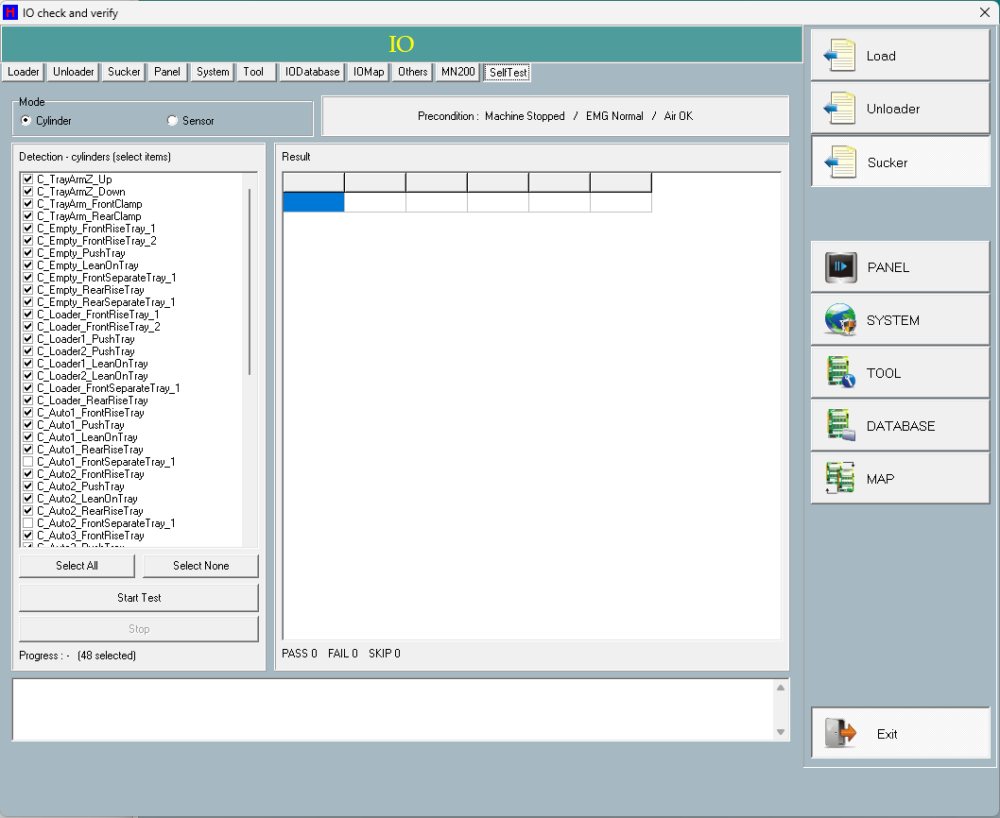 IO check and verify
IO
Loader Unloader Sucker Panel System Tool IODatabase IOMap Others MN200 SelfTest
Mode
Cylinder Sensor
Precondition : Machine Stopped / EMG Normal / Air OK
Detection - cylinders (select items)
C_TrayArmZ_Up
C_TrayArmZ_Down
C_TrayArm_FrontClamp
C_TrayArm_RearClamp
C_Empty_FrontRiseTray_1
C_Empty_FrontRiseTray_2
C_Empty_PushTray
C_Empty_LeanOnTray
C_Empty_FrontSeparateTray_1
C_Empty_RearRiseTray
C_Empty_RearSeparateTray_1
C_Loader_FrontRiseTray_1
C_Loader_FrontRiseTray_2
C_Loader1_PushTray
C_Loader2_PushTray
C_Loader1_LeanOnTray
C_Loader2_LeanOnTray
C_Loader_FrontSeparateTray_1
C_Loader_RearRiseTray
C_Auto1_FrontRiseTray
C_Auto1_PushTray
C_Auto1_LeanOnTray
C_Auto1_RearRiseTray
C_Auto1_FrontSeparateTray_1
C_Auto2_FrontRiseTray
C_Auto2_PushTray
C_Auto2_LeanOnTray
C_Auto2_RearRiseTray
C_Auto2_FrontSeparateTray_1
C_Auto3_FrontRiseTray
Select All Select None
Start Test
Stop
Progress : - (48 selected)
Result
PASS 0 FAIL 0 SKIP 0
Load
Unloader
Sucker
PANEL
SYSTEM
TOOL
DATABASE
MAP
Exit